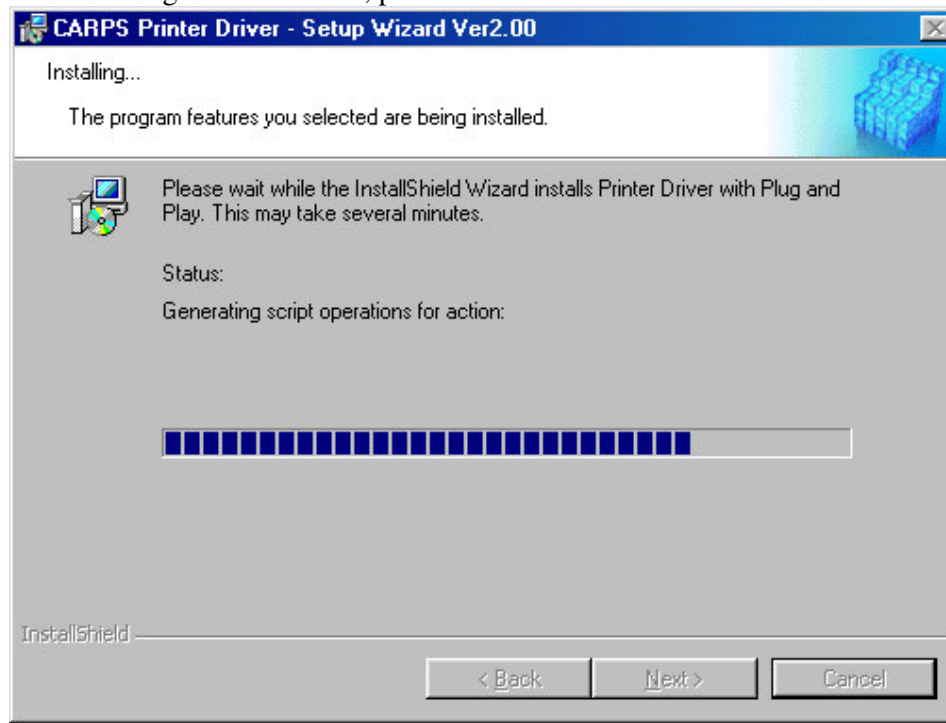 CARPS Printer Driver - Setup Wizard Ver2.00
Installing...
The program features you selected are being installed.
Please wait while the InstallShield Wizard installs Printer Driver with Plug and
Play. This may take several minutes.
Status:
Generating script operations for action:
InstallShield
< Back
Next >
Cancel